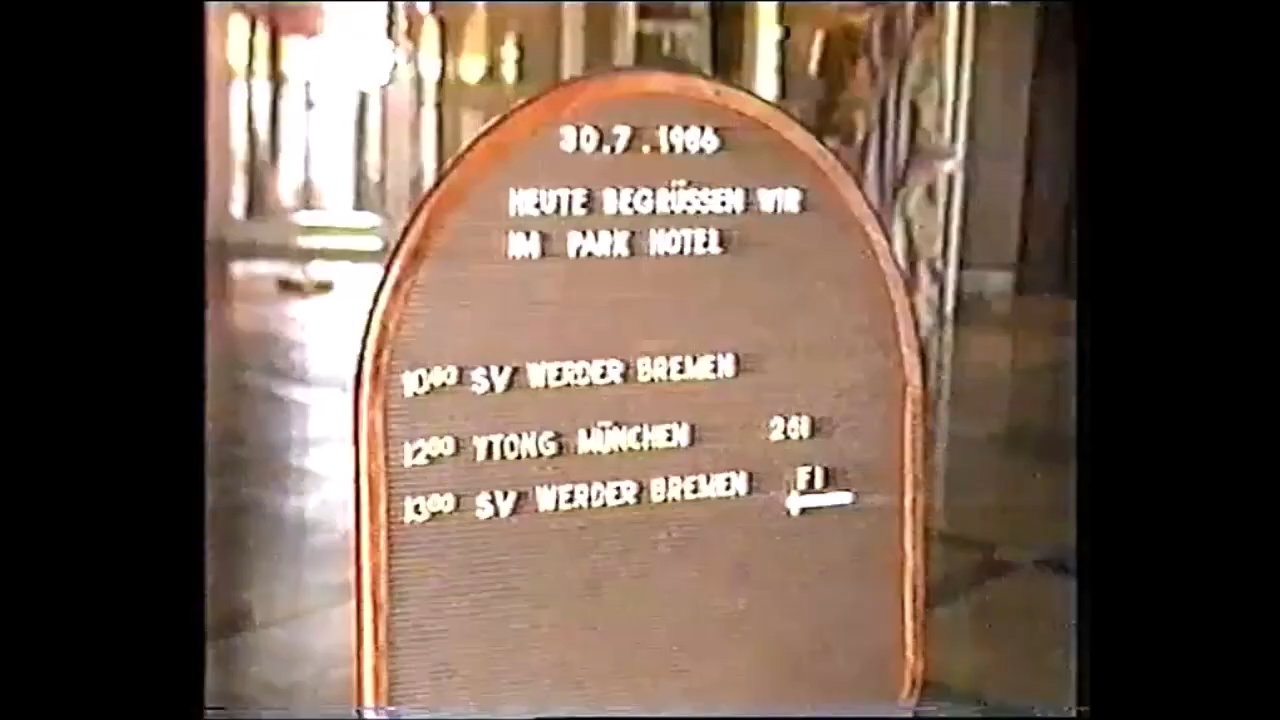 30.7.1986
HEUTE BEGRÜSSEN WIR
IM PARK HOTEL
10⁰⁰ SV WERDER BREMEN
12⁰⁰ YTONG MÜNCHEN 261
13⁰⁰ SV WERDER BREMEN F1